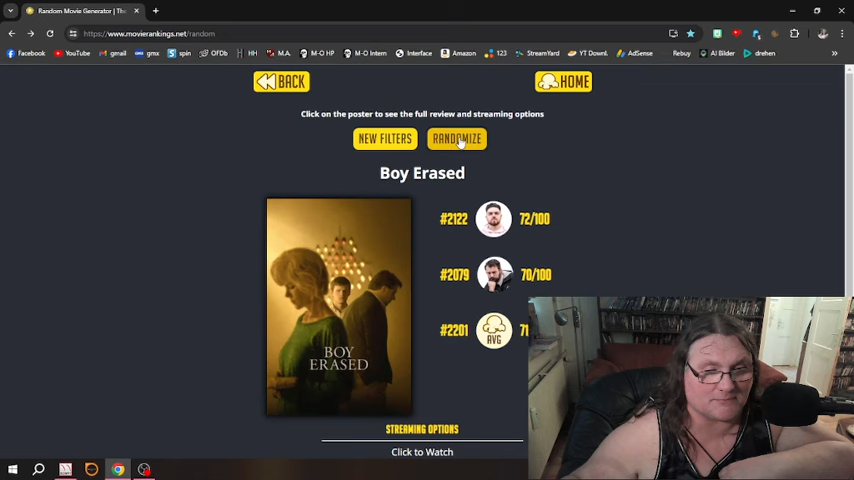 Random Movie Generator | Th
https://www.movierankings.net/random
Facebook YouTube gmail gmx spin OFDb HH M.A. M-O HP M-O Intern Interface Amazon 123 StreamYard YT Downl. AdSense Rebuy AI Bilder drehen
BACK
HOME
Click on the poster to see the full review and streaming options
NEW FILTERS
RANDOMIZE
Boy Erased
#2122 72/100
#2079 70/100
#2201 AVG 71
BOY
ERASED
STREAMING OPTIONS
Click to Watch